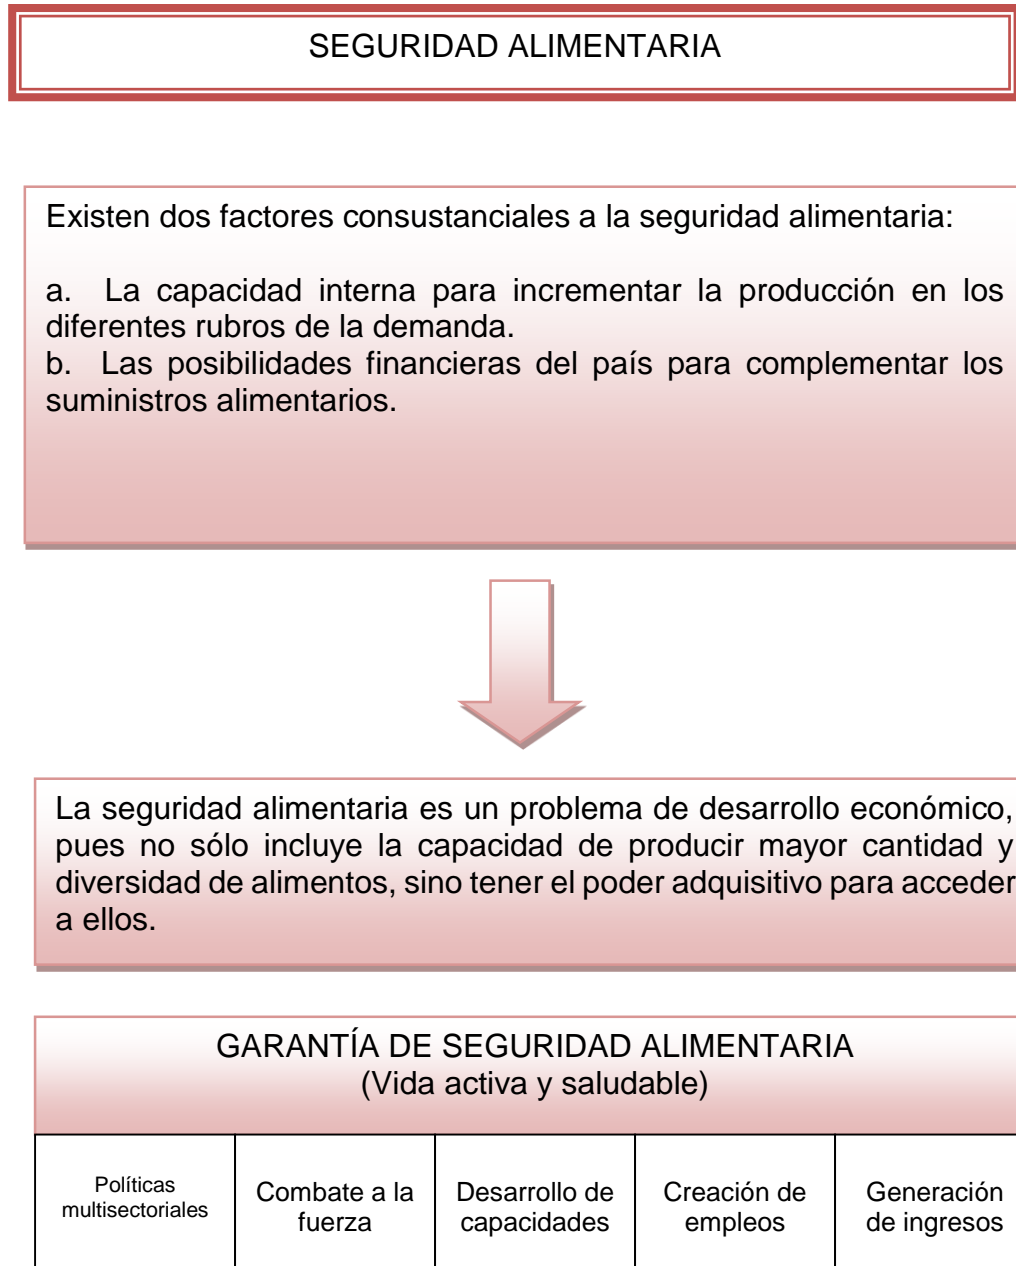 SEGURIDAD ALIMENTARIA
Existen dos factores consustanciales a la seguridad alimentaria:
a. La capacidad interna para incrementar la producción en los
diferentes rubros de la demanda.
b. Las posibilidades financieras del país para complementar los
suministros alimentarios.
La seguridad alimentaria es un problema de desarrollo económico,
pues no sólo incluye la capacidad de producir mayor cantidad y
diversidad de alimentos, sino tener el poder adquisitivo para acceder
a ellos.
GARANTÍA DE SEGURIDAD ALIMENTARIA
(Vida activa y saludable)
Políticas
multisectoriales
Combate a la
fuerza
Desarrollo de
capacidades
Creación de
empleos
Generación
de ingresos